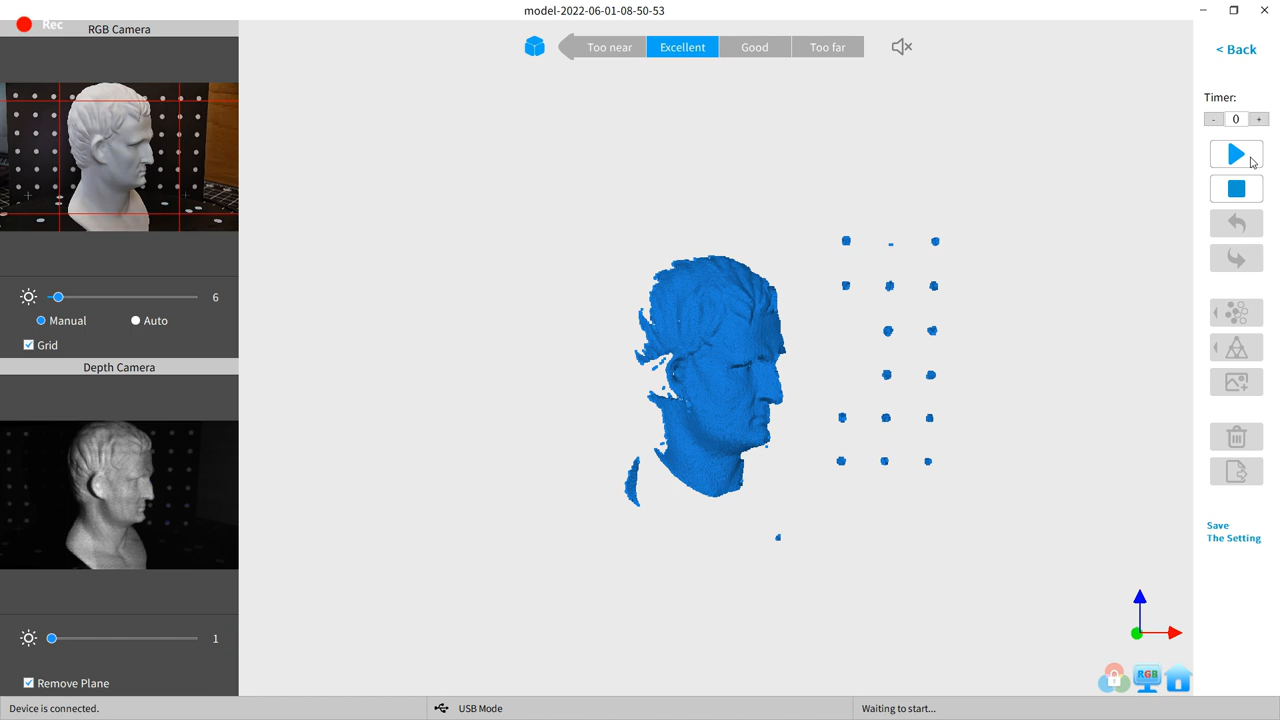 model-2022-06-01-08-50-53
Rec
RGB Camera
Too near
Excellent
Good
Too far
< Back
Timer:
- 0 +
6
Manual
Auto
Grid
Depth Camera
1
Remove Plane
Save
The Setting
RGB
Device is connected.
USB Mode
Waiting to start...